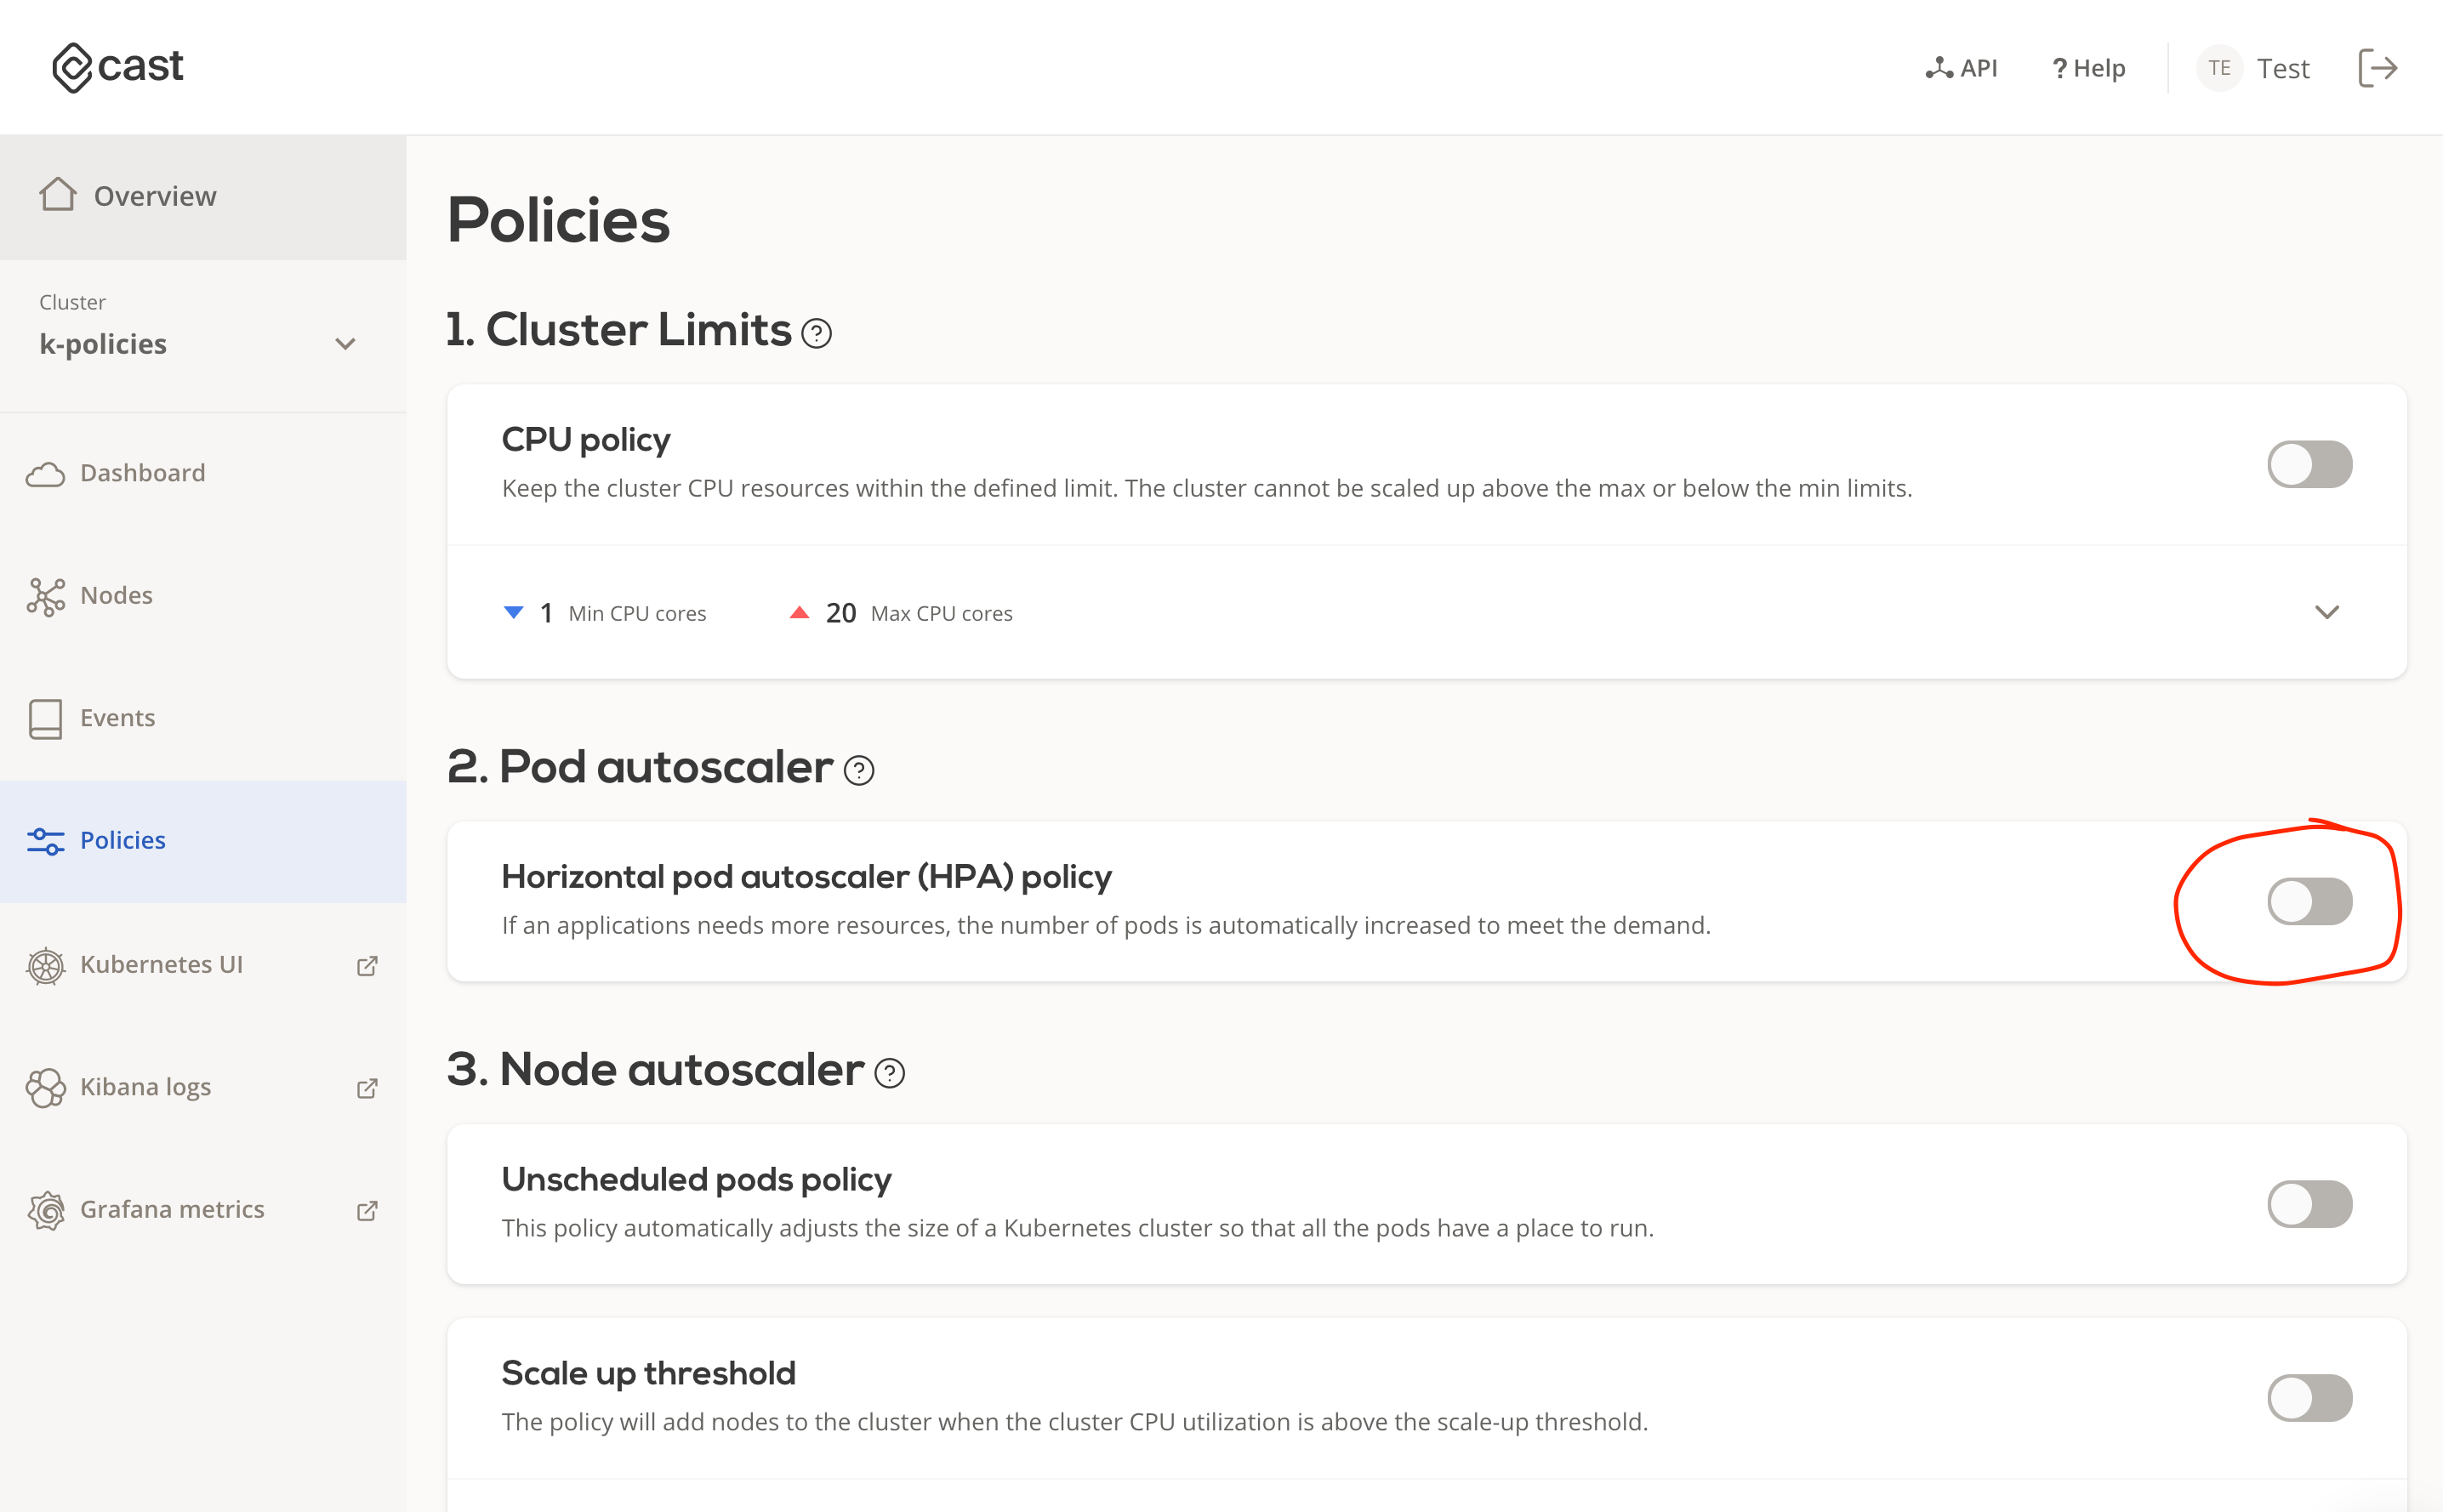 cast
API
? Help
TE
Test
Overview
Cluster
k-policies
Dashboard
Nodes
Events
Policies
Kubernetes UI
Kibana logs
Grafana metrics
Policies
1. Cluster Limits ?
CPU policy
Keep the cluster CPU resources within the defined limit. The cluster cannot be scaled up above the max or below the min limits.
1 Min CPU cores
20 Max CPU cores
2. Pod autoscaler ?
Horizontal pod autoscaler (HPA) policy
If an applications needs more resources, the number of pods is automatically increased to meet the demand.
3. Node autoscaler ?
Unscheduled pods policy
This policy automatically adjusts the size of a Kubernetes cluster so that all the pods have a place to run.
Scale up threshold
The policy will add nodes to the cluster when the cluster CPU utilization is above the scale-up threshold.